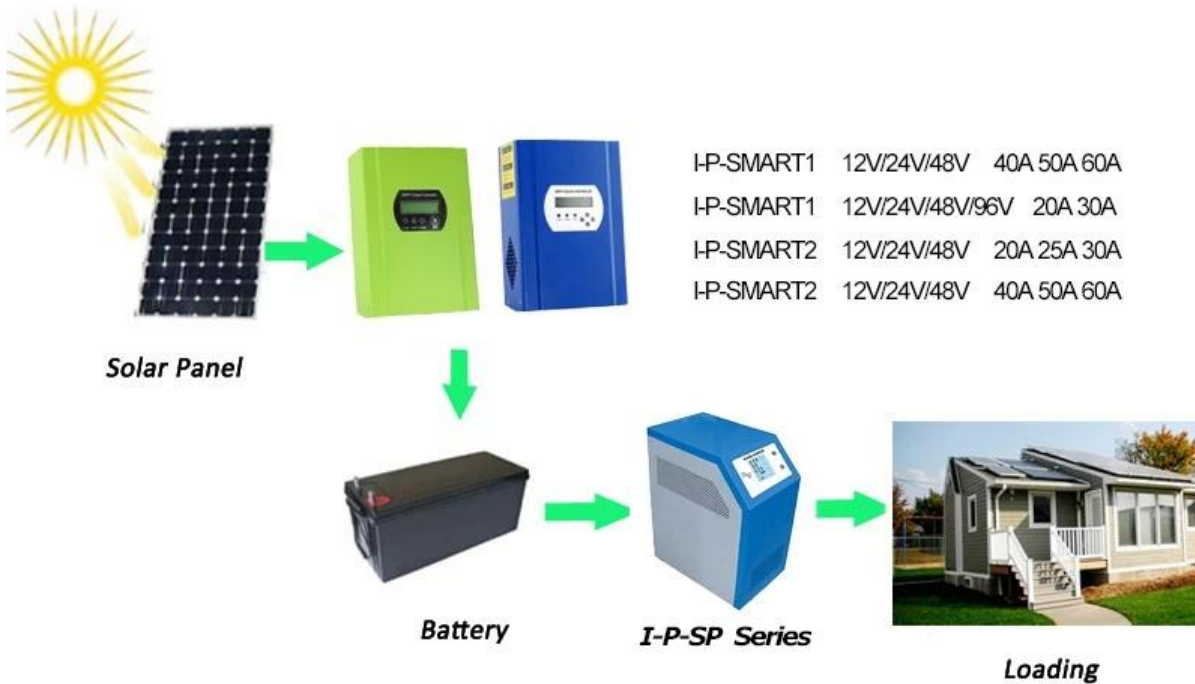 I-P-SMART1 12V/24V/48V 40A 50A 60A
I-P-SMART1 12V/24V/48V/96V 20A 30A
I-P-SMART2 12V/24V/48V 20A 25A 30A
I-P-SMART2 12V/24V/48V 40A 50A 60A
Solar Panel
Battery
I-P-SP Series
Loading